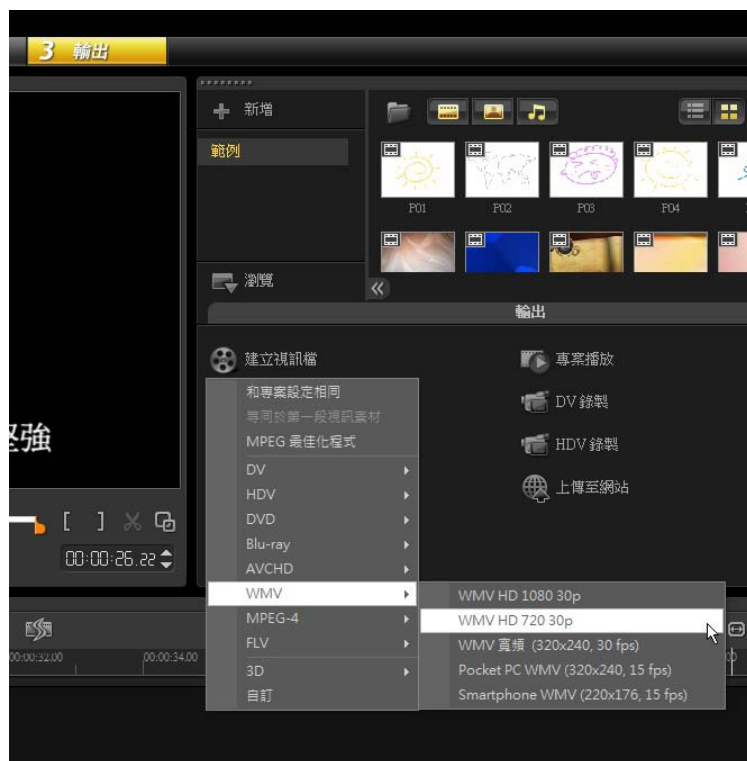 3 輸出
新增
範例
P01 P02 P03 P04
瀏覽
輸出
建立視訊檔
專案播放
和專案設定相同
等同於第一段視訊素材
DV 錄製
堅強
MPEG 最佳化程式
HDV 錄製
DV
上傳至網站
HDV
DVD
Blu-ray
00:00:26.22
AVCHD
WMV
WMV HD 1080 30p
MPEG-4
WMV HD 720 30p
FLV
WMV 寬頻 (320x240, 30 fps)
00:00:32.00 00:00:34.00
3D
Pocket PC WMV (320x240, 15 fps)
自訂
Smartphone WMV (220x176, 15 fps)